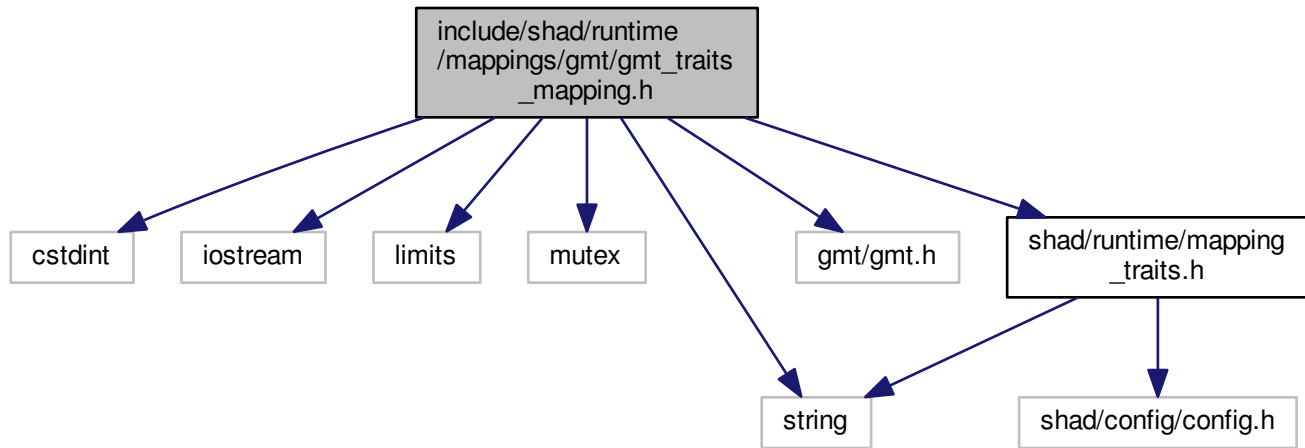 include/shad/runtime
/mappings/gmt/gmt_traits
_mapping.h
cstdint
iostream
limits
mutex
gmt/gmt.h
shad/runtime/mapping
_traits.h
string
shad/config/config.h